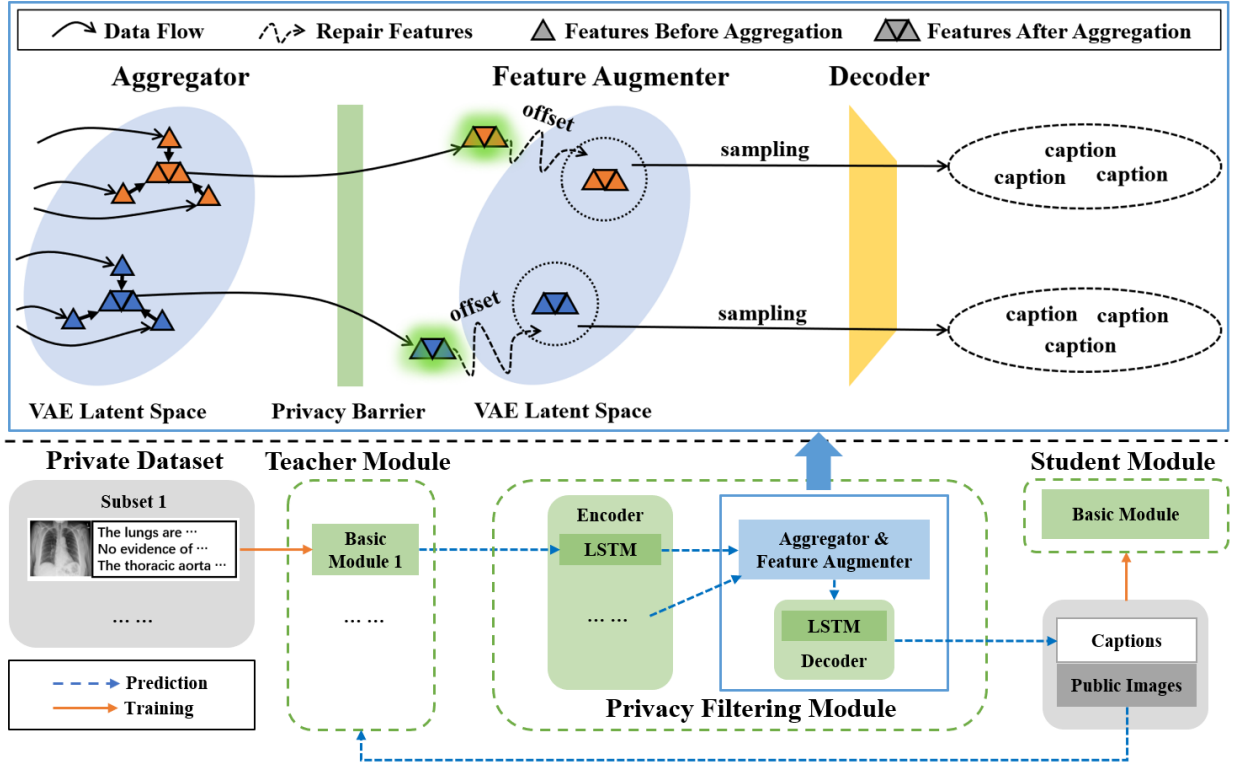 Data Flow
Repair Features
Features Before Aggregation
Features After Aggregation
Aggregator
Feature Augmenter
Decoder
offset
sampling
caption
caption
caption
offset
sampling
caption
caption
caption
VAE Latent Space
Privacy Barrier
VAE Latent Space
Private Dataset
Teacher Module
Student Module
Subset 1
The lungs are ···
No evidence of ···
The thoracic aorta ···
... ...
Basic
Module 1
... ...
Encoder
LSTM
... ...
Aggregator &
Feature Augmenter
LSTM
Decoder
Privacy Filtering Module
Basic Module
Captions
Public Images
Prediction
Training